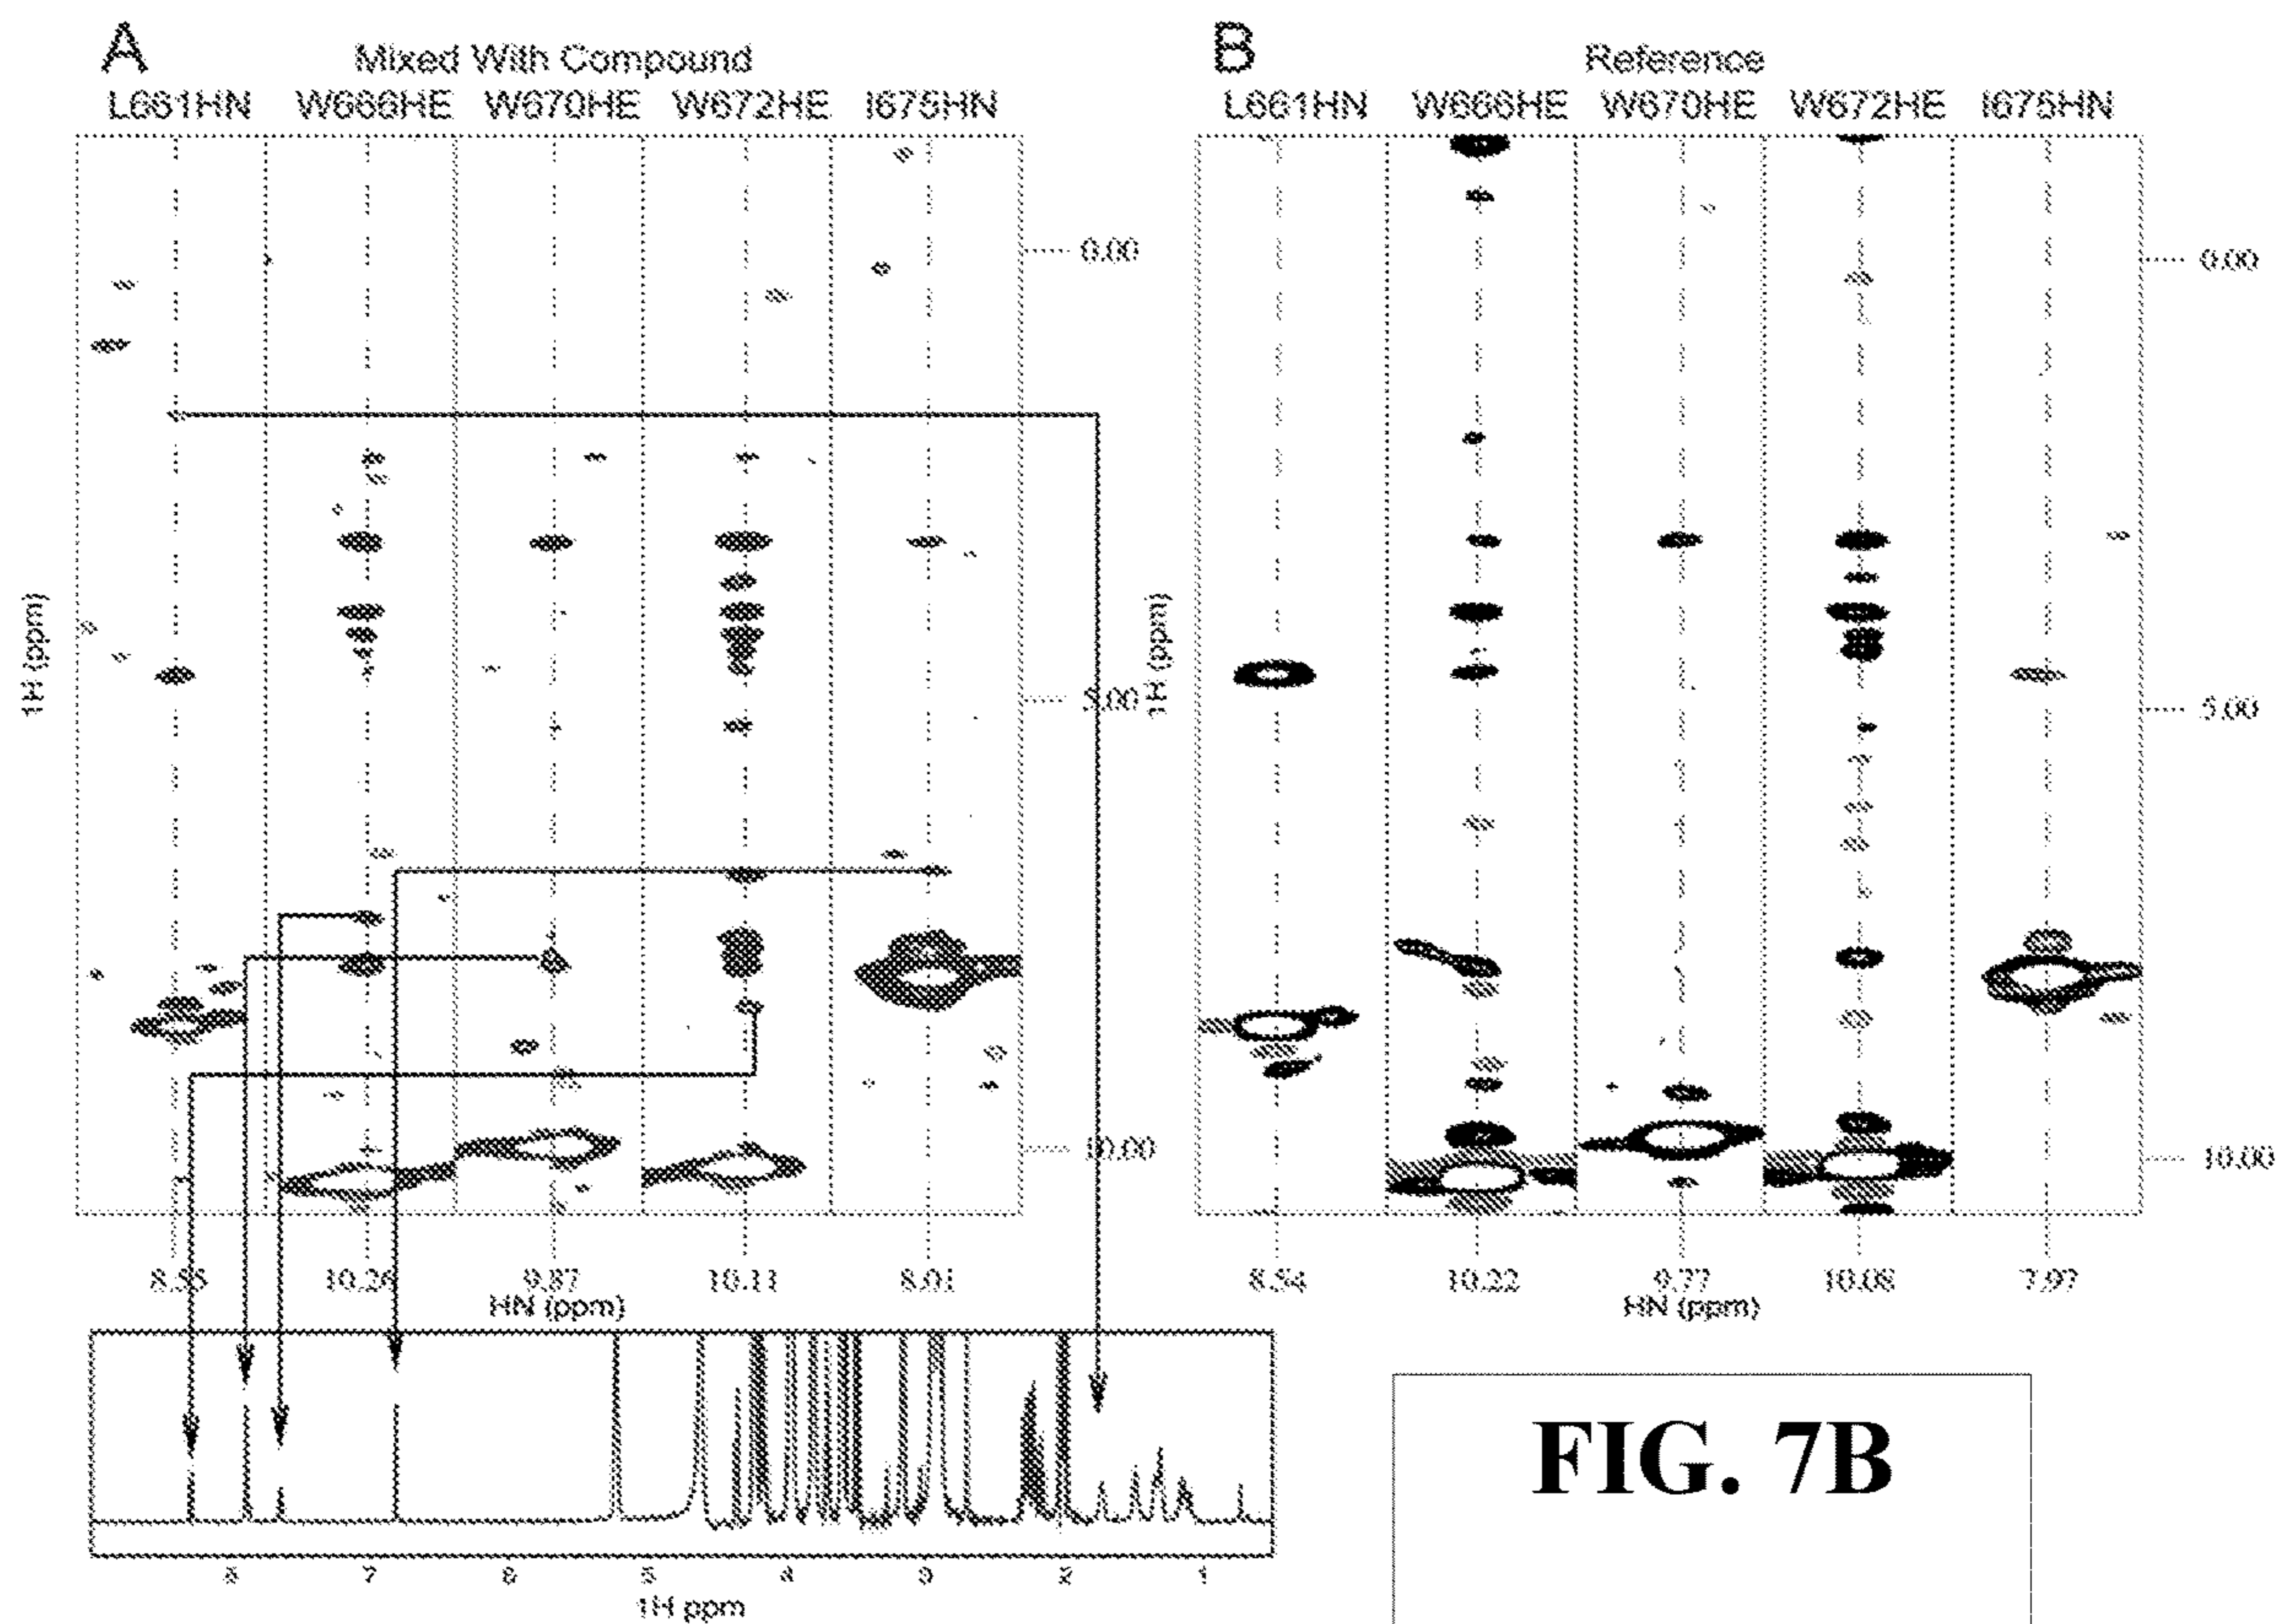 A
Mixed With Compound
L661HN W666HE W670HE W672HE I675HN
0.00
5.00
10.00
1H (ppm)
8.55 10.26 9.87 10.11 8.01
HN (ppm)
8 7 6 5 4 3 2 1
1H ppm
B
Reference
L661HN W666HE W670HE W672HE I675HN
0.00
5.00
10.00
1H (ppm)
8.54 10.22 9.77 10.08 7.97
HN (ppm)
FIG. 7B